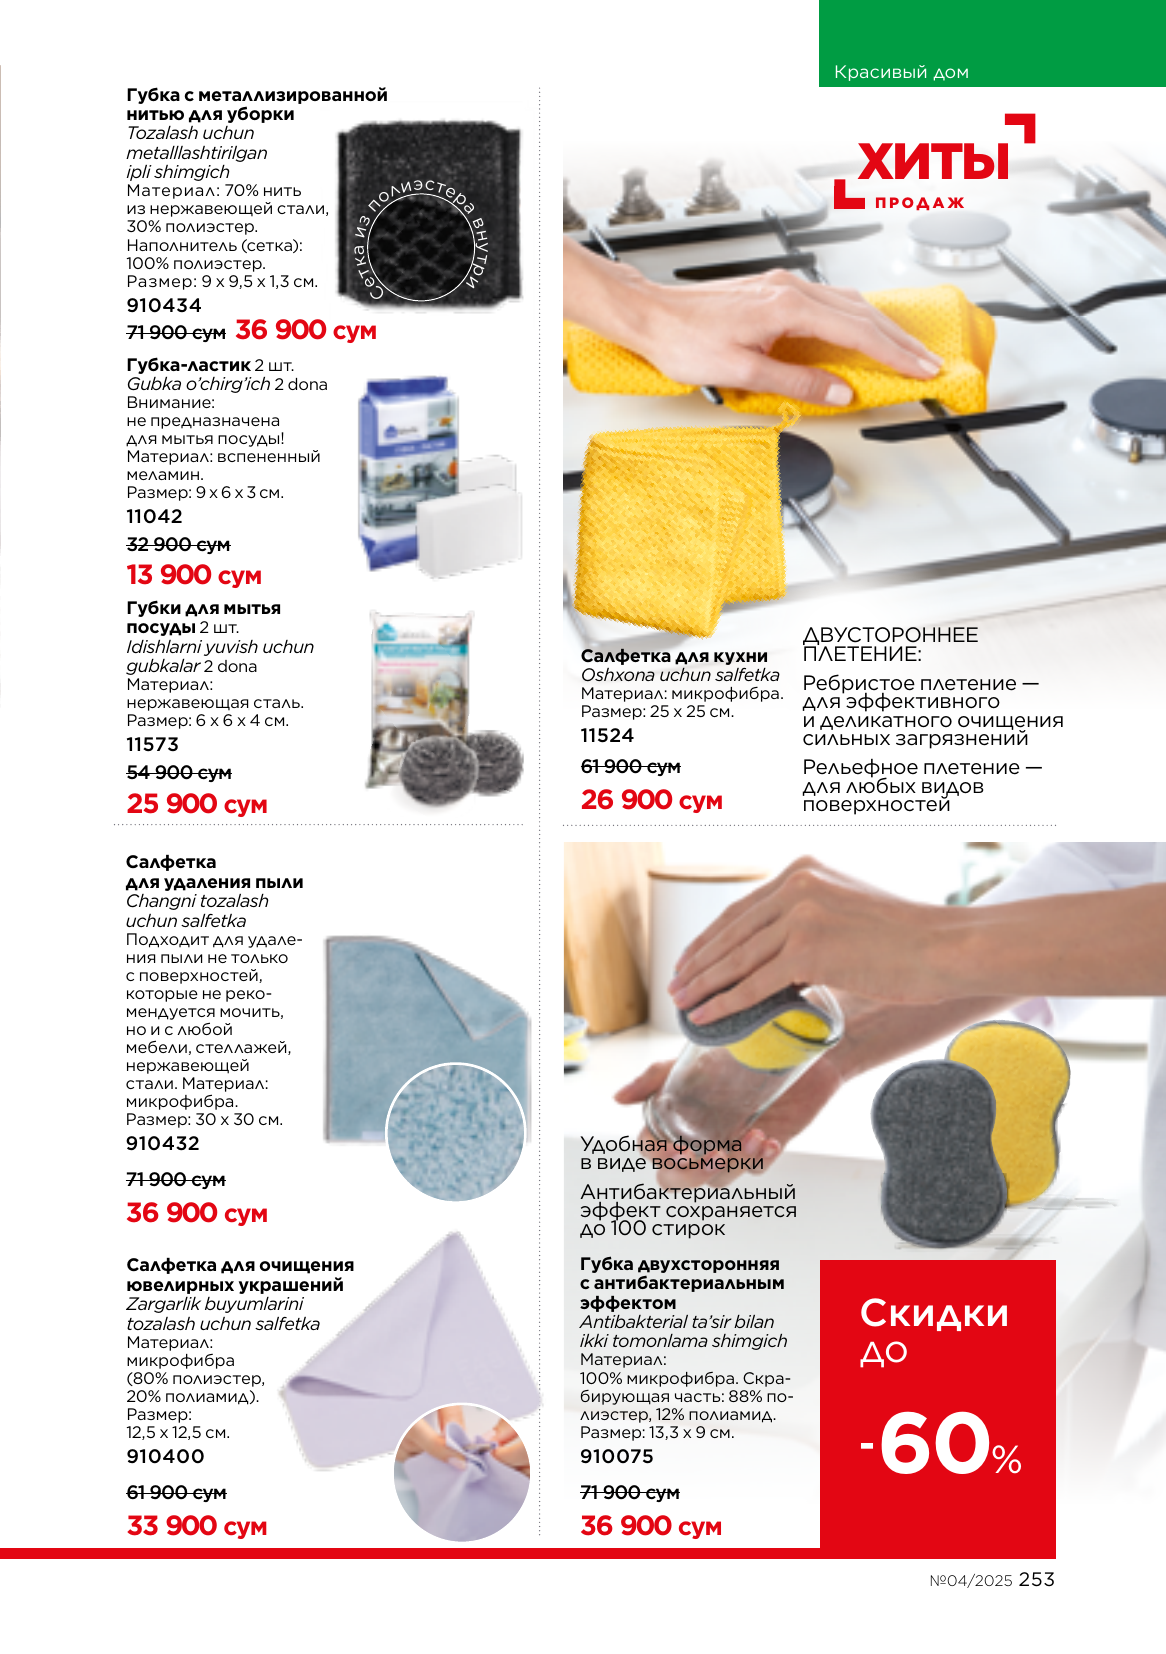 Красивый дом
Губка с металлизированной
нитью для уборки
Tozalash uchun
metalllashtirilgan
ipli shimgich
Материал: 70% нить
из нержавеющей стали,
30% полиэстер.
Наполнитель (сетка):
100% полиэстер.
Размер: 9 х 9,5 х 1,3 см.
910434
71 900 сум 36 900 сум
Сетка из полиэстера внутри
Губка-ластик 2 шт.
Gubka o’chirg’ich 2 dona
Внимание:
не предназначена
для мытья посуды!
Материал: вспененный
меламин.
Размер: 9 х 6 х 3 см.
11042
32 900 сум
13 900 сум
Губки для мытья
посуды 2 шт.
Idishlarni yuvish uchun
gubkalar 2 dona
Материал:
нержавеющая сталь.
Размер: 6 х 6 х 4 см.
11573
54 900 сум
25 900 сум
ХИТЫ
ПРОДАЖ
Салфетка для кухни
Oshxona uchun salfetka
Материал: микрофибра.
Размер: 25 х 25 см.
11524
61 900 сум
26 900 сум
ДВУСТОРОННЕЕ
ПЛЕТЕНИЕ:
Ребристое плетение —
для эффективного
и деликатного очищения
сильных загрязнений
Рельефное плетение —
для любых видов
поверхностей
Салфетка
для удаления пыли
Changni tozalash
uchun salfetka
Подходит для удале-
ния пыли не только
с поверхностей,
которые не реко-
мендуется мочить,
но и с любой
мебели, стеллажей,
нержавеющей
стали. Материал:
микрофибра.
Размер: 30 х 30 см.
910432
71 900 сум
36 900 сум
Салфетка для очищения
ювелирных украшений
Zargarlik buyumlarini
tozalash uchun salfetka
Материал:
микрофибра
(80% полиэстер,
20% полиамид).
Размер:
12,5 х 12,5 см.
910400
61 900 сум
33 900 сум
Удобная форма
в виде восьмерки
Антибактериальный
эффект сохраняется
до 100 стирок
Губка двухсторонняя
с антибактериальным
эффектом
Antibakterial ta’sir bilan
ikki tomonlama shimgich
Материал:
100% микрофибра. Скра-
бирующая часть: 88% по-
лиэстер, 12% полиамид.
Размер: 13,3 х 9 см.
910075
71 900 сум
36 900 сум
Скидки
до
-60%
№04/2025 253